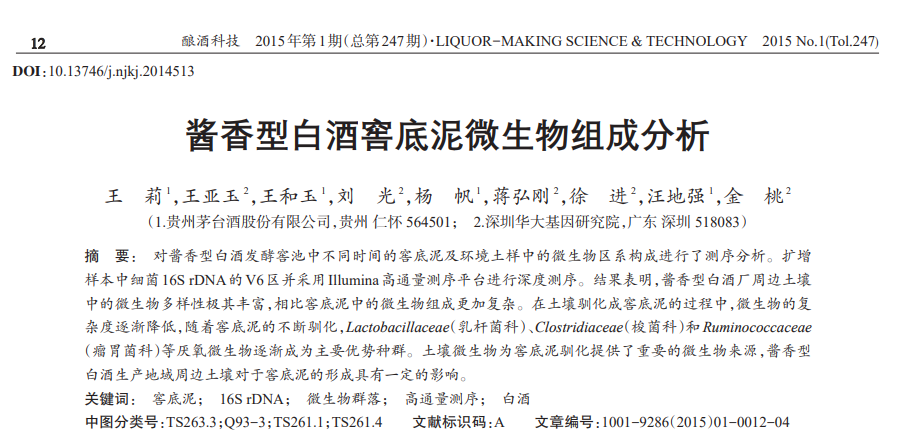 12 酿酒科技 2015年第1期(总第247期)·LIQUOR-MAKING SCIENCE & TECHNOLOGY 2015 No.1(Tol.247)
DOI:10.13746/j.njkj.2014513
酱香型白酒窖底泥微生物组成分析
王 莉1,王亚玉2,王和玉1,刘 光2,杨 帆1,蒋弘刚2,徐 进2,汪地强1,金 桃2
(1.贵州茅台酒股份有限公司,贵州 仁怀 564501; 2.深圳华大基因研究院,广东 深圳 518083)
摘 要: 对酱香型白酒发酵窖池中不同时间的窖底泥及环境土样中的微生物区系构成进行了测序分析。扩增
样本中细菌16S rDNA的V6区并采用Illumina高通量测序平台进行深度测序。结果表明,酱香型白酒厂周边土壤
中的微生物多样性极其丰富,相比窖底泥中的微生物组成更加复杂。在土壤驯化成窖底泥的过程中,微生物的复
杂度逐渐降低,随着窖底泥的不断驯化,Lactobacillaceae(乳杆菌科)、Clostridiaceae(梭菌科)和Ruminococcaceae
(瘤胃菌科)等厌氧微生物逐渐成为主要优势种群。土壤微生物为窖底泥驯化提供了重要的微生物来源,酱香型
白酒生产地域周边土壤对于窖底泥的形成具有一定的影响。
关键词: 窖底泥; 16S rDNA; 微生物群落; 高通量测序; 白酒
中图分类号:TS263.3;Q93-3;TS261.1;TS261.4 文献标识码:A 文章编号:1001-9286(2015)01-0012-04